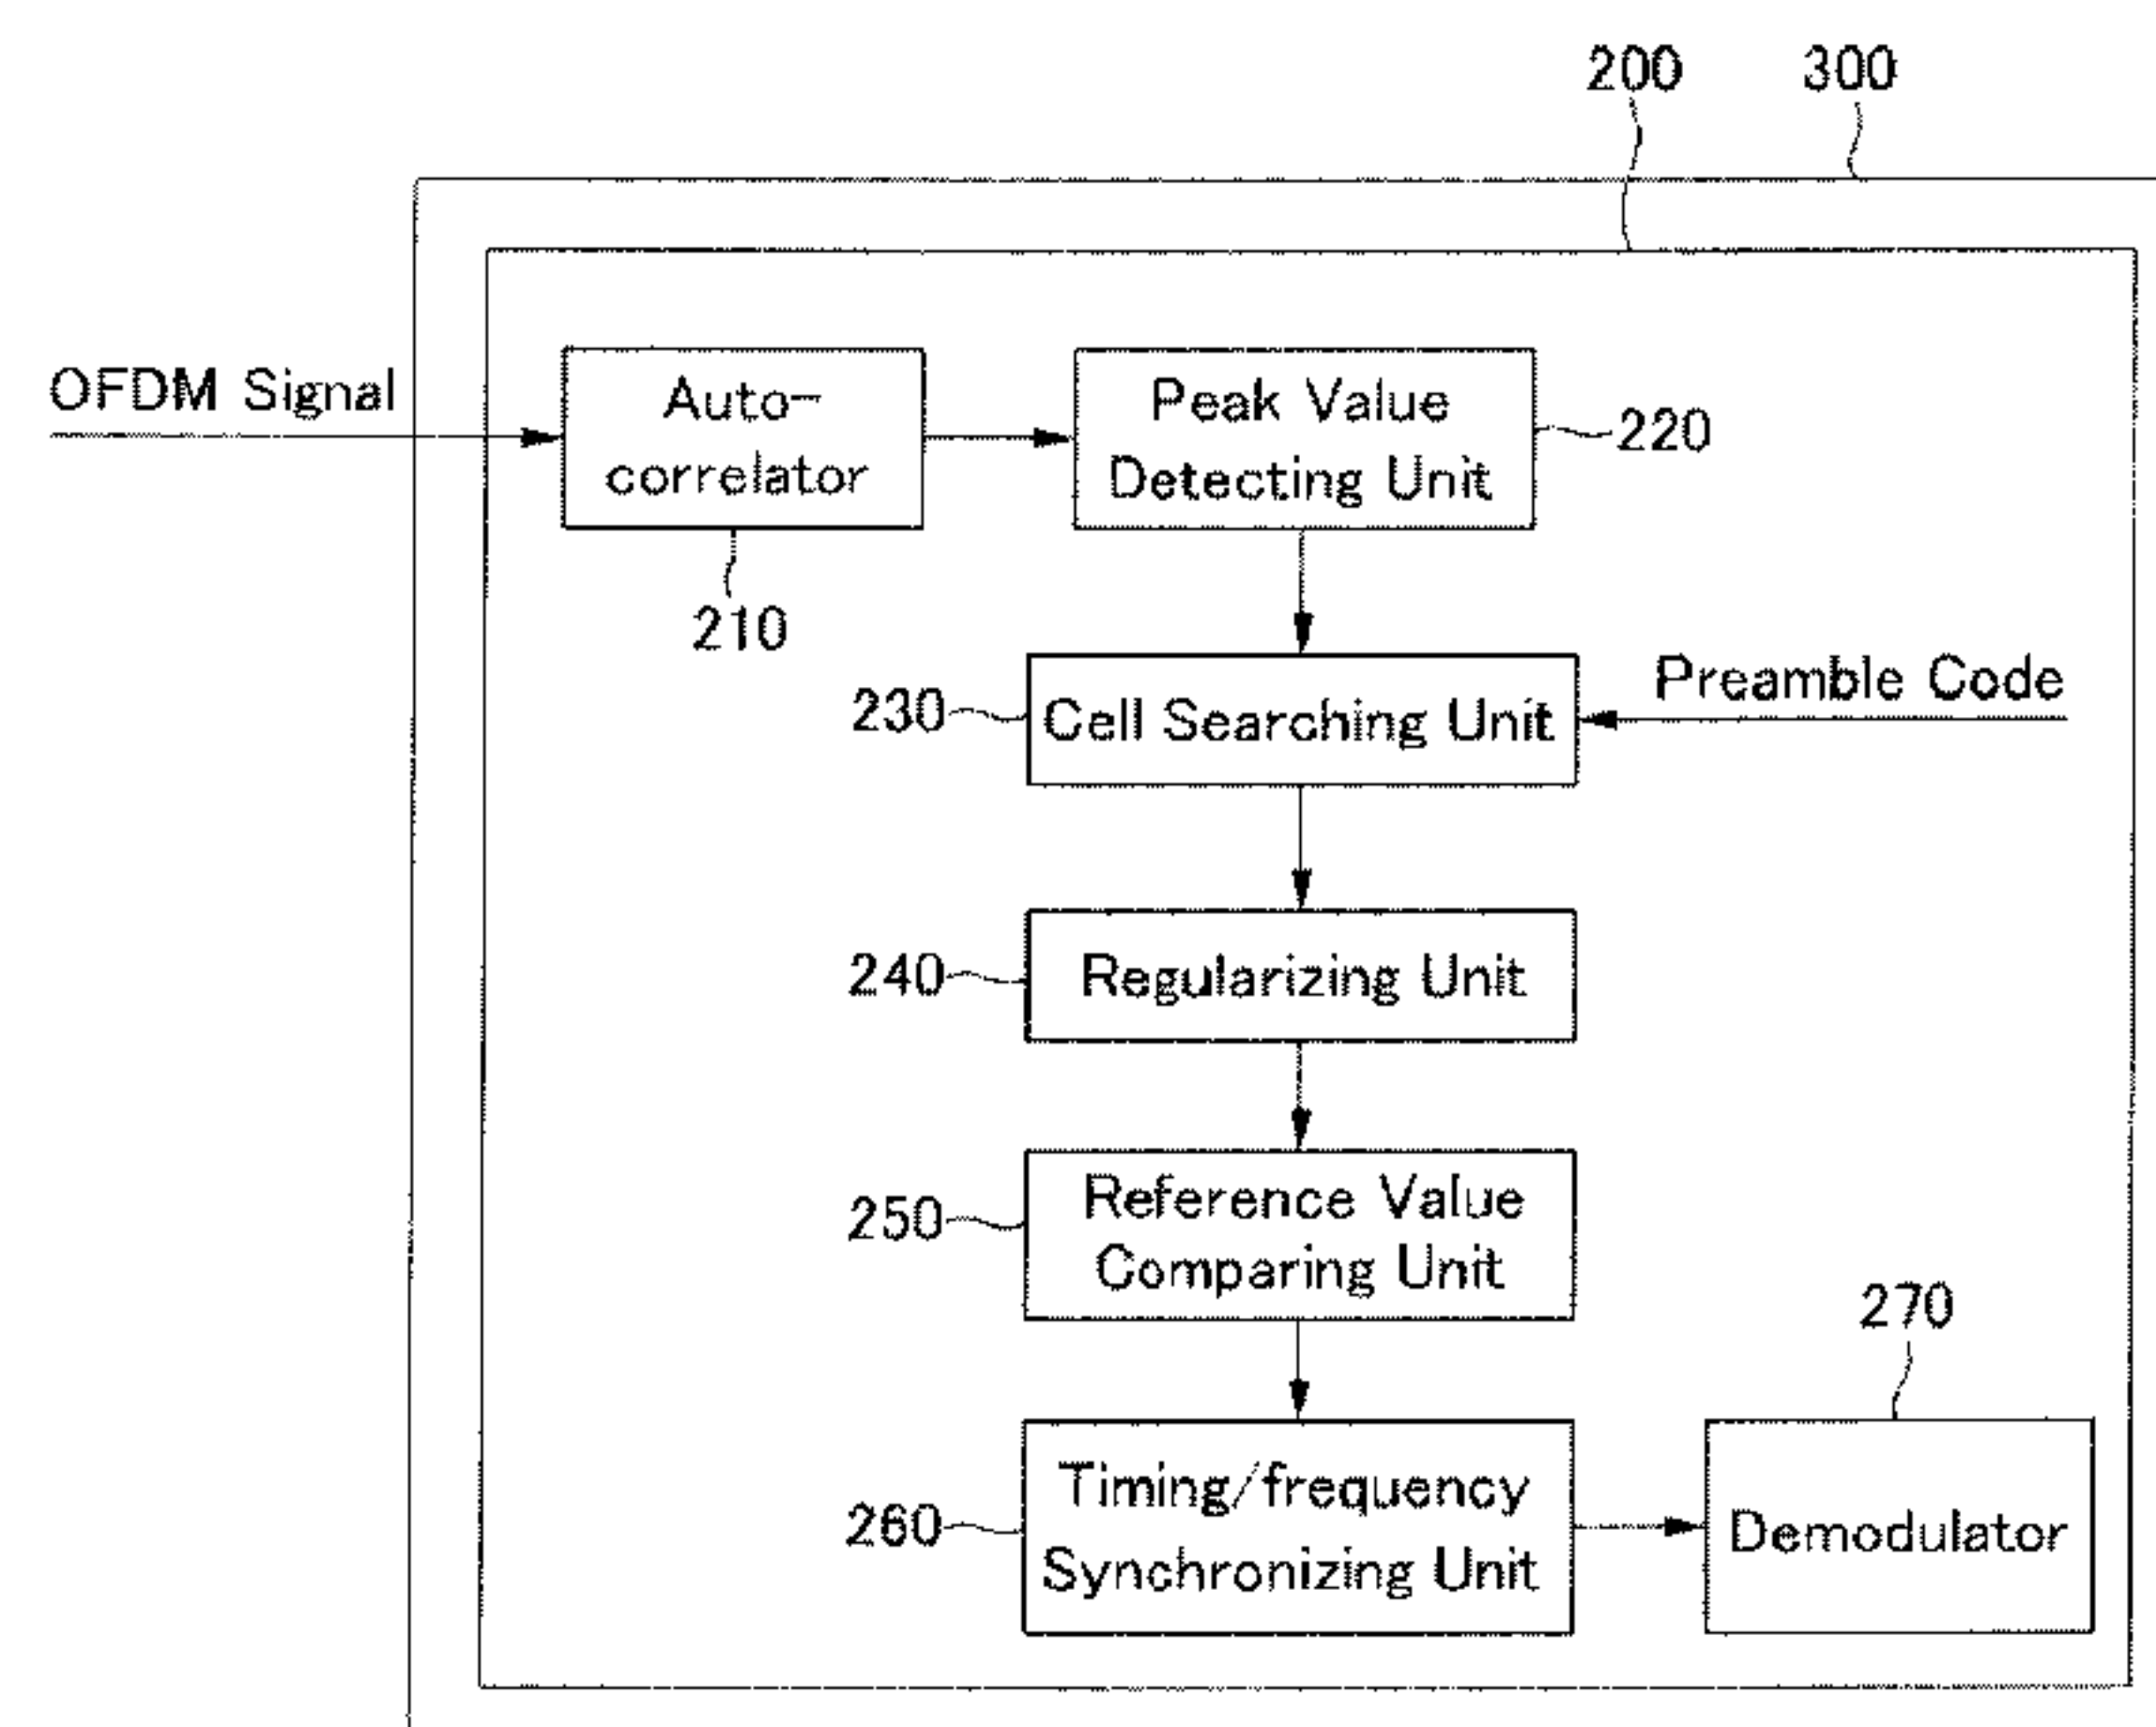 200
300
OFDM Signal
Auto-
correlator
210
Peak Value
Detecting Unit
220
230
Cell Searching Unit
Preamble Code
240
Regularizing Unit
250
Reference Value
Comparing Unit
260
Timing/frequency
Synchronizing Unit
270
Demodulator